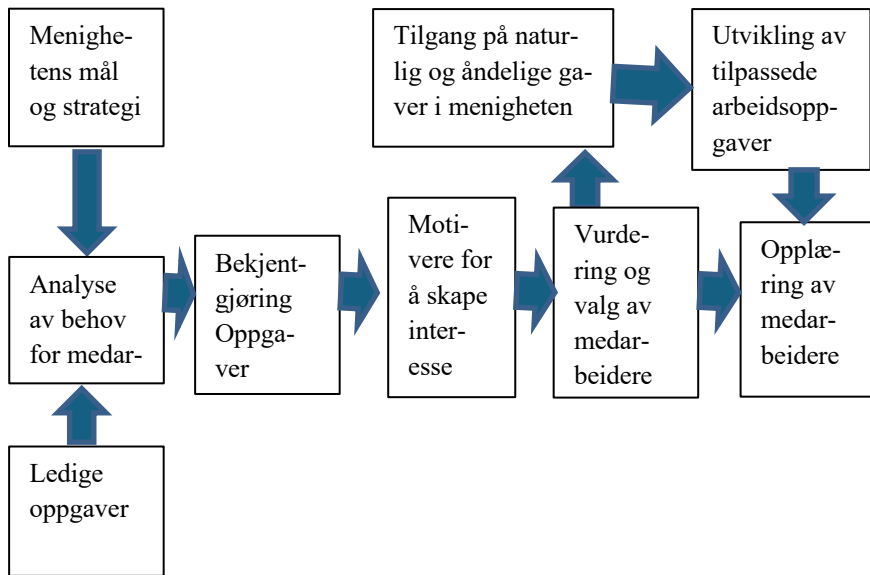 Menighe-
tens mål
og strategi
Tilgang på natur-
lig og åndelige ga-
ver i menigheten
Utvikling av
tilpassede
arbeidsopp-
gaver
Analyse
av behov
for medar-
Bekjent-
gjøring
Oppga-
ver
Moti-
vere for
å skape
inter-
esse
Vurde-
ring og
valg av
medar-
beidere
Opplæ-
ring av
medar-
beidere
Ledige
oppgaver